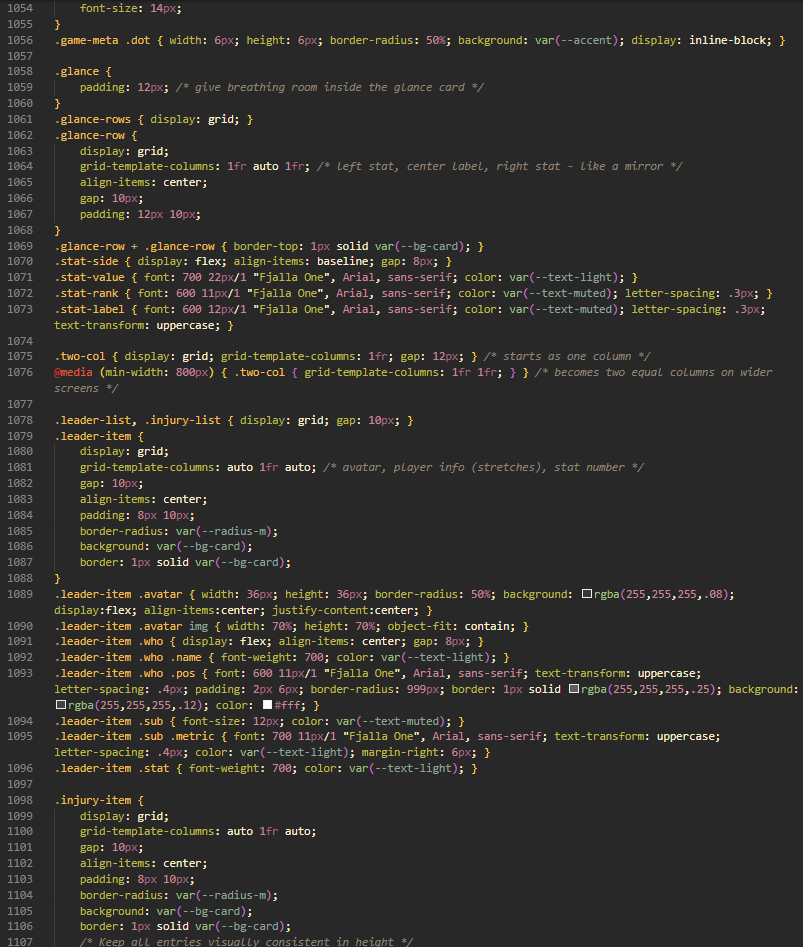 1054     font-size: 14px;
1055 }
1056 .game-meta .dot { width: 6px; height: 6px; border-radius: 50%; background: var(--accent); display: inline-block; }
1057
1058 .glance {
1059     padding: 12px; /* give breathing room inside the glance card */
1060 }
1061 .glance-rows { display: grid; }
1062 .glance-row {
1063     display: grid;
1064     grid-template-columns: 1fr auto 1fr; /* left stat, center label, right stat - like a mirror */
1065     align-items: center;
1066     gap: 10px;
1067     padding: 12px 10px;
1068 }
1069 .glance-row + .glance-row { border-top: 1px solid var(--bg-card); }
1070 .stat-side { display: flex; align-items: baseline; gap: 8px; }
1071 .stat-value { font: 700 22px/1 "Fjalla One", Arial, sans-serif; color: var(--text-light); }
1072 .stat-rank { font: 600 11px/1 "Fjalla One", Arial, sans-serif; color: var(--text-muted); letter-spacing: .3px; }
1073 .stat-label { font: 600 12px/1 "Fjalla One", Arial, sans-serif; color: var(--text-muted); letter-spacing: .3px;
text-transform: uppercase; }
1074
1075 .two-col { display: grid; grid-template-columns: 1fr; gap: 12px; } /* starts as one column */
1076 @media (min-width: 800px) { .two-col { grid-template-columns: 1fr 1fr; } } /* becomes two equal columns on wider
screens */
1077
1078 .leader-list, .injury-list { display: grid; gap: 10px; }
1079 .leader-item {
1080     display: grid;
1081     grid-template-columns: auto 1fr auto; /* avatar, player info (stretches), stat number */
1082     gap: 10px;
1083     align-items: center;
1084     padding: 8px 10px;
1085     border-radius: var(--radius-m);
1086     background: var(--bg-card);
1087     border: 1px solid var(--bg-card);
1088 }
1089 .leader-item .avatar { width: 36px; height: 36px; border-radius: 50%; background: rgba(255,255,255,.08);
display:flex; align-items:center; justify-content:center; }
1090 .leader-item .avatar img { width: 70%; height: 70%; object-fit: contain; }
1091 .leader-item .who { display: flex; align-items: center; gap: 8px; }
1092 .leader-item .who .name { font-weight: 700; color: var(--text-light); }
1093 .leader-item .who .pos { font: 600 11px/1 "Fjalla One", Arial, sans-serif; text-transform: uppercase;
letter-spacing: .4px; padding: 2px 6px; border-radius: 999px; border: 1px solid rgba(255,255,255,.25); background:
rgba(255,255,255,.12); color: #fff; }
1094 .leader-item .sub { font-size: 12px; color: var(--text-muted); }
1095 .leader-item .sub .metric { font: 700 11px/1 "Fjalla One", Arial, sans-serif; text-transform: uppercase;
letter-spacing: .4px; color: var(--text-light); margin-right: 6px; }
1096 .leader-item .stat { font-weight: 700; color: var(--text-light); }
1097
1098 .injury-item {
1099     display: grid;
1100     grid-template-columns: auto 1fr auto;
1101     gap: 10px;
1102     align-items: center;
1103     padding: 8px 10px;
1104     border-radius: var(--radius-m);
1105     background: var(--bg-card);
1106     border: 1px solid var(--bg-card);
1107     /* Keep all entries visually consistent in height */